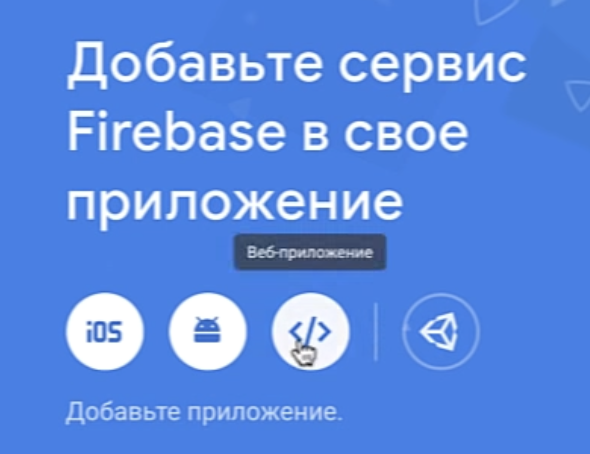 Добавьте сервис
Firebase в свое
приложение
Веб-приложение
iOS
</>
Добавьте приложение.